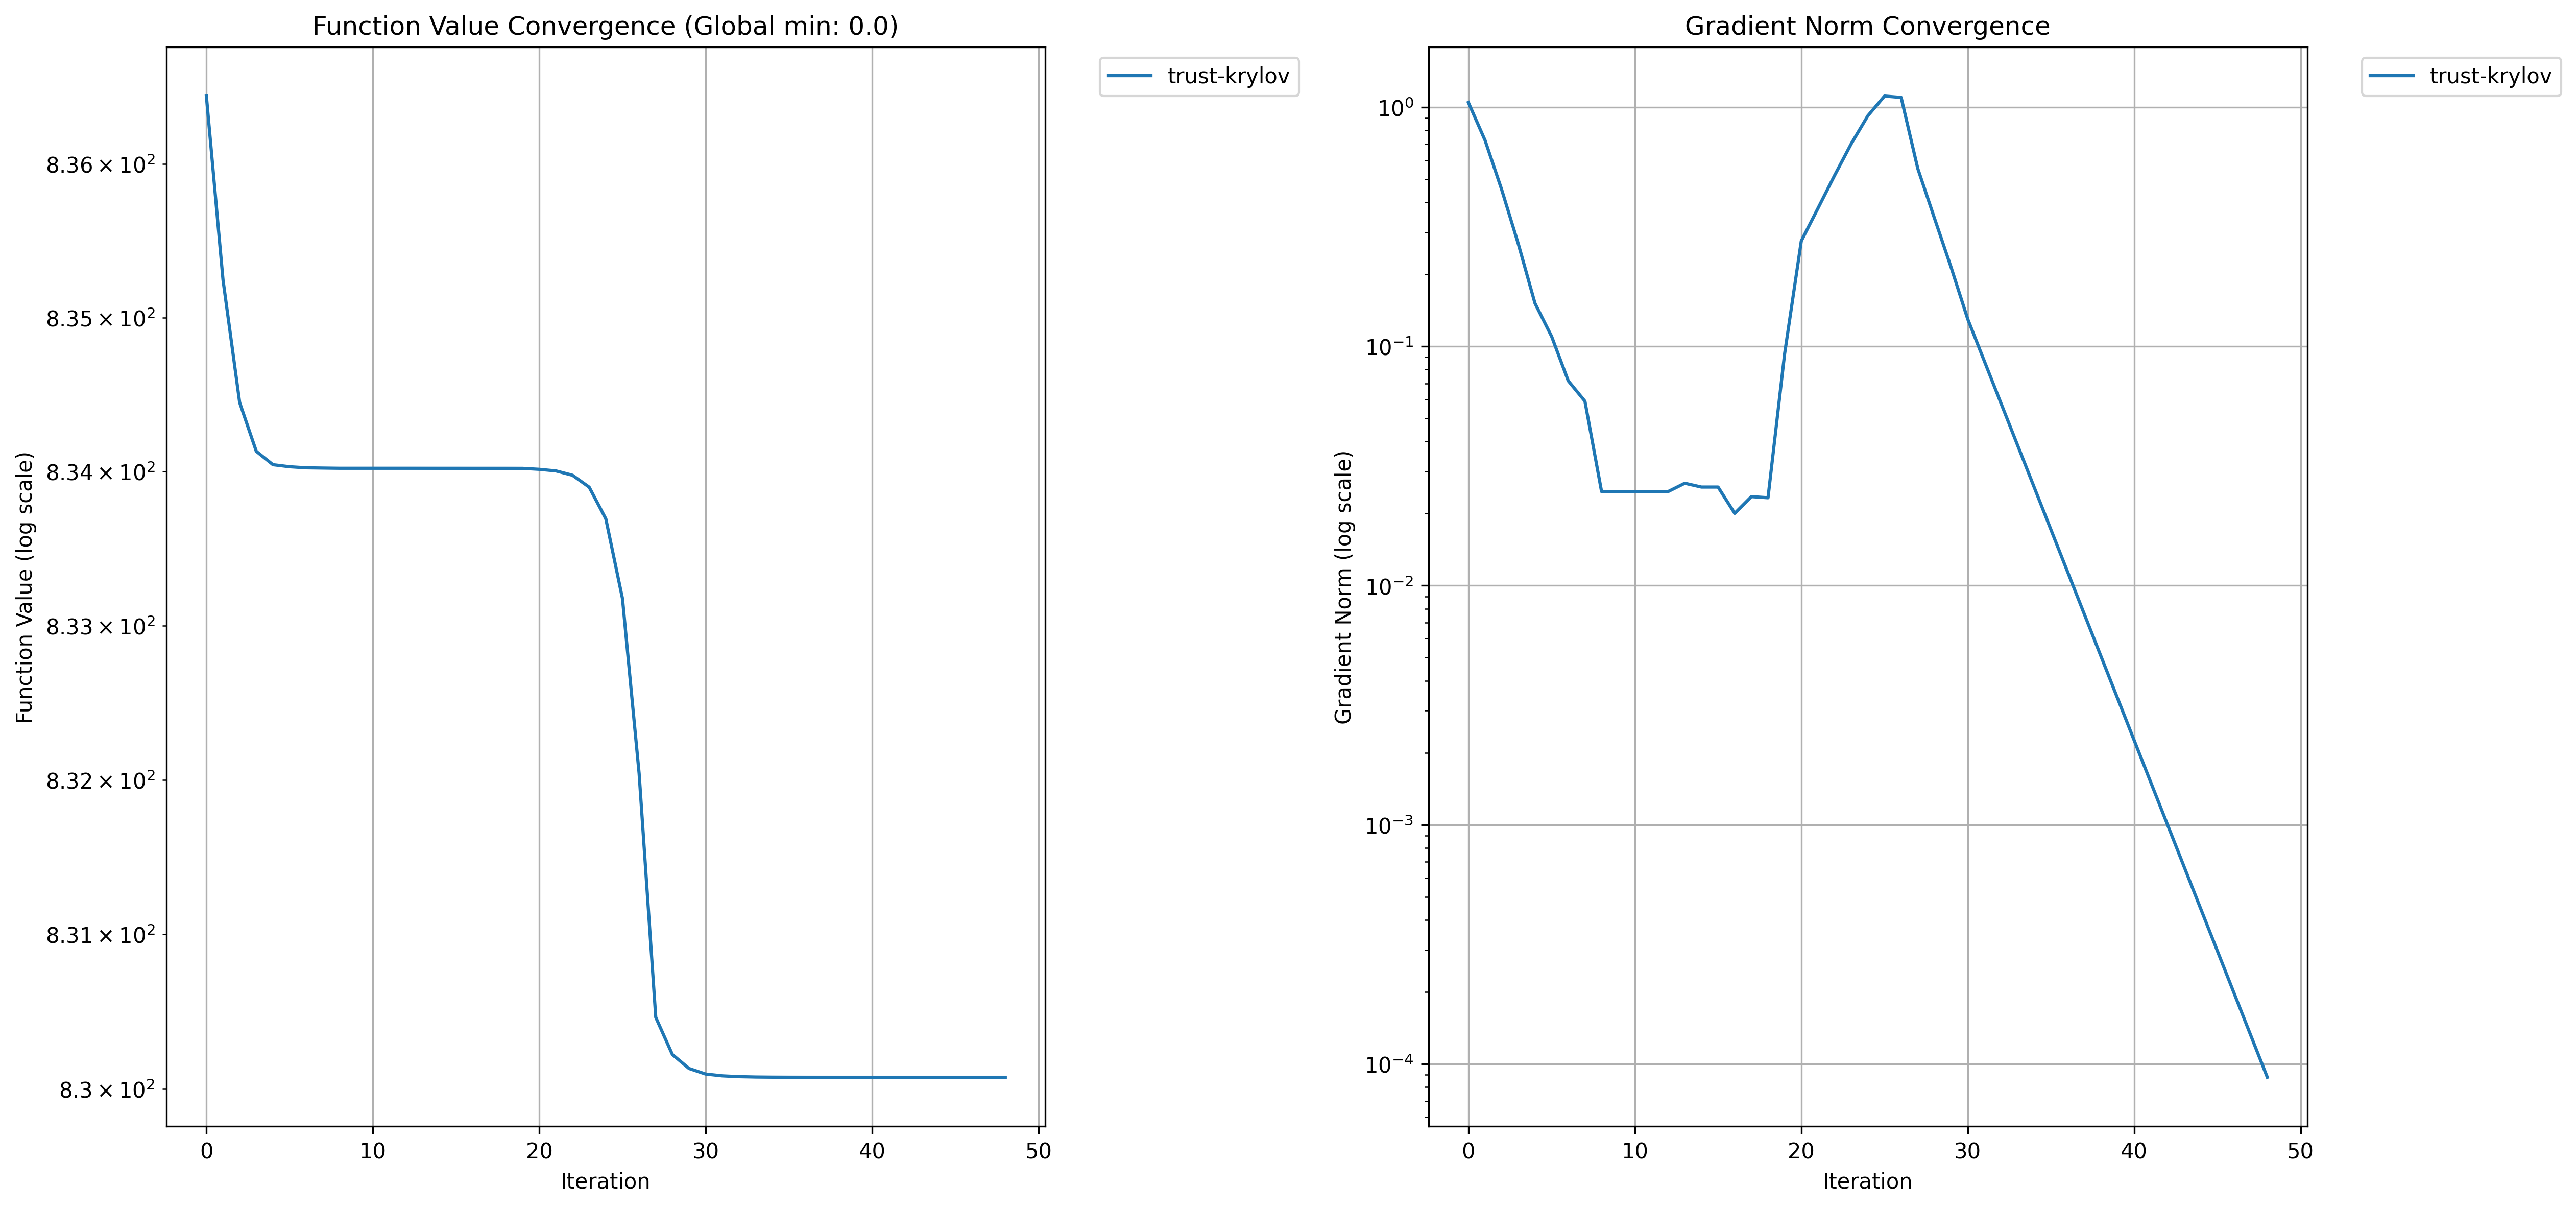 Function Value Convergence (Global min: 0.0)
trust-krylov
Function Value (log scale)
8.36 × 10²
8.35 × 10²
8.34 × 10²
8.33 × 10²
8.32 × 10²
8.31 × 10²
8.3 × 10²
0 10 20 30 40 50
Iteration
Gradient Norm Convergence
trust-krylov
Gradient Norm (log scale)
10⁰
10⁻¹
10⁻²
10⁻³
10⁻⁴
0 10 20 30 40 50
Iteration